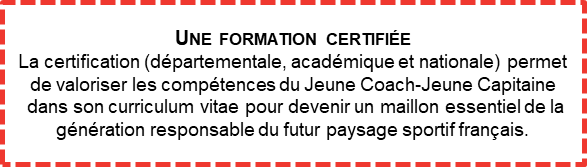 UNE FORMATION CERTIFIÉE
La certification (départementale, académique et nationale) permet
de valoriser les compétences du Jeune Coach-Jeune Capitaine
dans son curriculum vitae pour devenir un maillon essentiel de la
génération responsable du futur paysage sportif français.